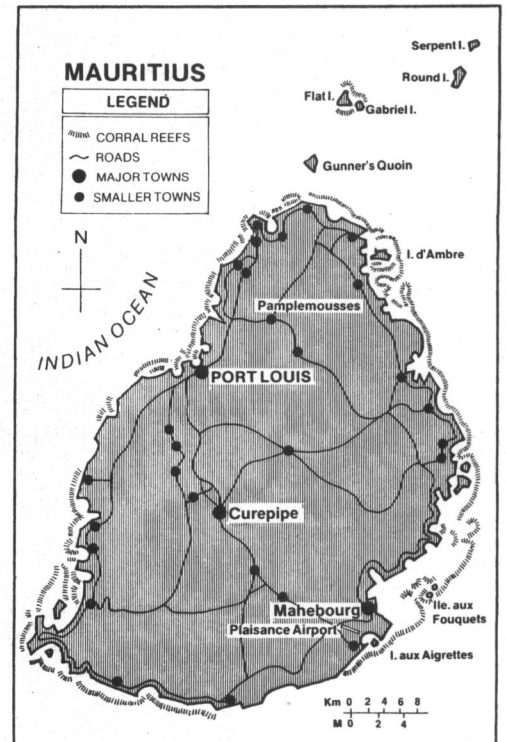 MAURITIUS
LEGEND
CORRAL REEFS
ROADS
MAJOR TOWNS
SMALLER TOWNS
N
INDIAN OCEAN
Serpent I.
Round I.
Flat I.
Gabriel I.
Gunner's Quoin
I. d'Ambre
Pamplemousses
PORT LOUIS
Curepipe
Mahebourg
Plaisance Airport
Ile. aux
Fouquets
I. aux Aigrettes
Km 0 2 4 6 8
M 0 2 4